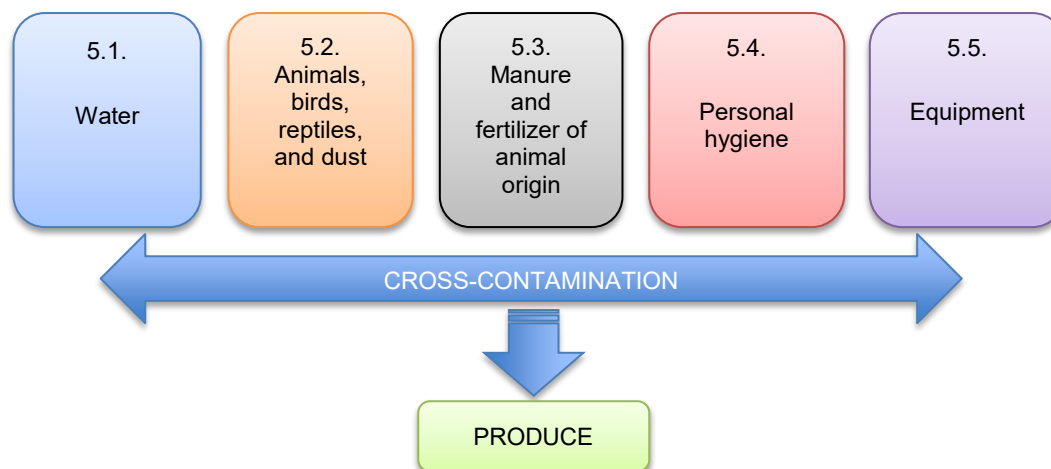 5.1.
Water
5.2.
Animals,
birds,
reptiles,
and dust
5.3.
Manure
and
fertilizer of
animal
origin
5.4.
Personal
hygiene
5.5.
Equipment
CROSS-CONTAMINATION
PRODUCE